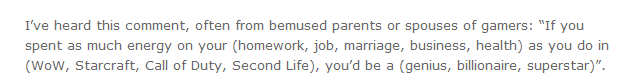 I’ve heard this comment, often from bemused parents or spouses of gamers: “If you
spent as much energy on your (homework, job, marriage, business, health) as you do in
(WoW, Starcraft, Call of Duty, Second Life), you’d be a (genius, billionaire, superstar)”.